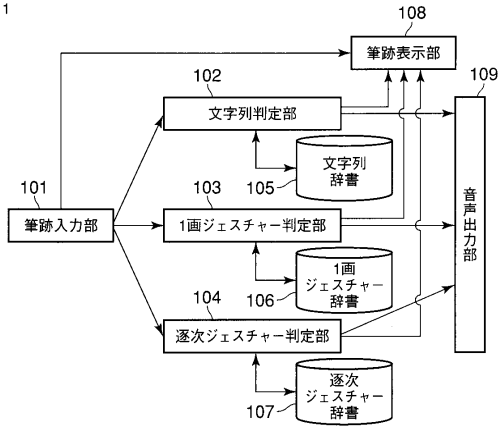 1
108
筆跡表示部
109
102
文字列判定部
文字列
辞書
105
音声出力部
101
筆跡入力部
103
1画ジェスチャー判定部
1画
ジェスチャー
辞書
106
104
逐次ジェスチャー判定部
逐次
ジェスチャー
辞書
107